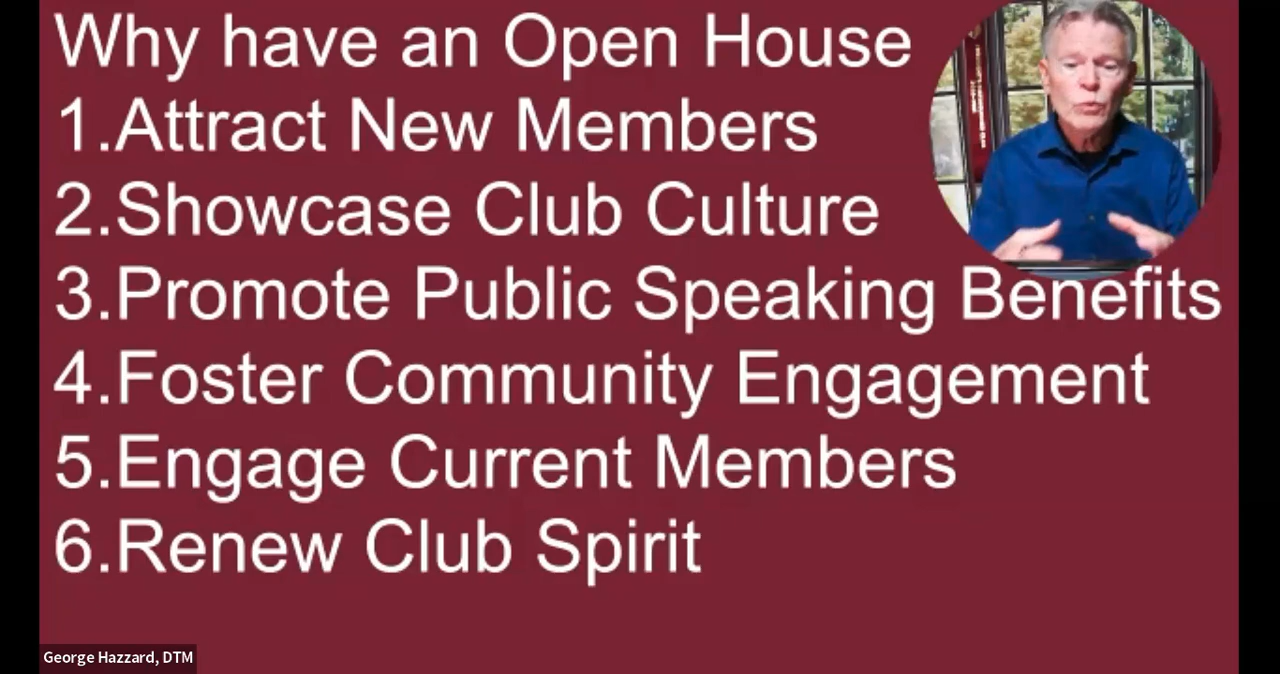 Why have an Open House
1.Attract New Members
2.Showcase Club Culture
3.Promote Public Speaking Benefits
4.Foster Community Engagement
5.Engage Current Members
6.Renew Club Spirit
George Hazzard, DTM